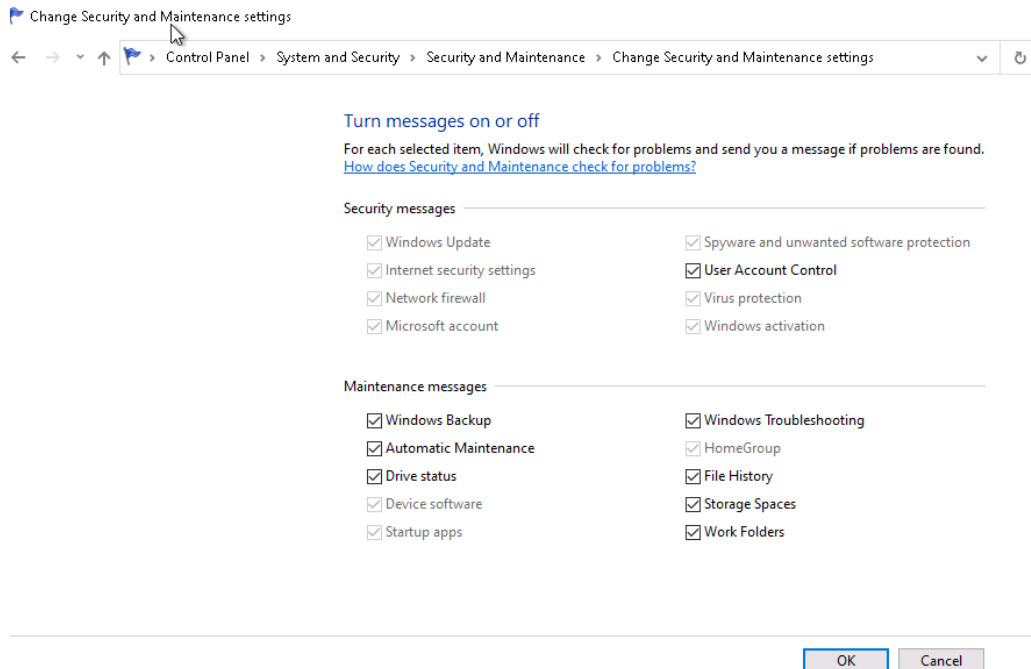 Change Security and Maintenance settings
Control Panel > System and Security > Security and Maintenance > Change Security and Maintenance settings
Turn messages on or off
For each selected item, Windows will check for problems and send you a message if problems are found.
How does Security and Maintenance check for problems?
Security messages
Windows Update
Spyware and unwanted software protection
Internet security settings
User Account Control
Network firewall
Virus protection
Microsoft account
Windows activation
Maintenance messages
Windows Backup
Windows Troubleshooting
Automatic Maintenance
HomeGroup
Drive status
File History
Device software
Storage Spaces
Startup apps
Work Folders
OK
Cancel